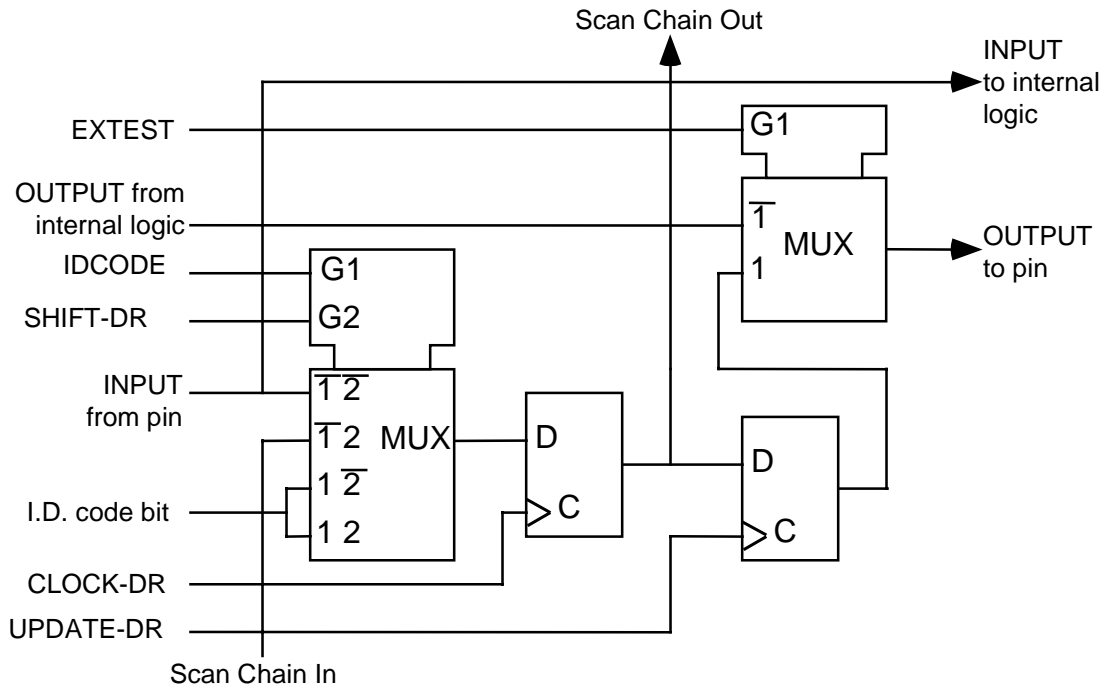 Scan Chain Out
INPUT
to internal
logic
EXTEST
G1
OUTPUT from
internal logic
1̅
MUX
1
OUTPUT
to pin
IDCODE
G1
SHIFT-DR
G2
INPUT
from pin
1̅ 2̅
1̅ 2
MUX
1 2̅
1 2
D
C
D
C
I.D. code bit
CLOCK-DR
UPDATE-DR
Scan Chain In